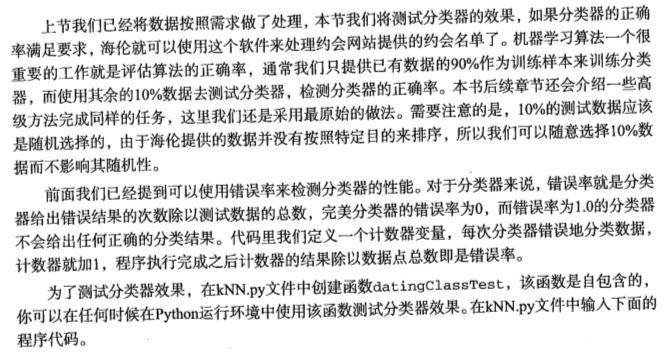 上节我们已经将数据按照需求做了处理，本节我们将测试分类器的效果，如果分类器的正确
率满足要求，海伦就可以使用这个软件来处理约会网站提供的约会名单了。机器学习算法一个很
重要的工作就是评估算法的正确率，通常我们只提供已有数据的90%作为训练样本来训练分类
器，而使用其余的10%数据去测试分类器，检测分类器的正确率。本书后续章节还会介绍一些高
级方法完成同样的任务，这里我们还是采用最原始的做法。需要注意的是，10%的测试数据应该
是随机选择的，由于海伦提供的数据并没有按照特定目的来排序，所以我们可以随意选择10%数
据而不影响其随机性。
前面我们已经提到可以使用错误率来检测分类器的性能。对于分类器来说，错误率就是分类
器给出错误结果的次数除以测试数据的总数，完美分类器的错误率为0，而错误率为1.0的分类器
不会给出任何正确的分类结果。代码里我们定义一个计数器变量，每次分类器错误地分类数据，
计数器就加1，程序执行完成之后计数器的结果除以数据点总数即是错误率。
为了测试分类器效果，在kNN.py文件中创建函数datingClassTest，该函数是自包含的，
你可以在任何时候在Python运行环境中使用该函数测试分类器效果。在kNN.py文件中输入下面的
程序代码。